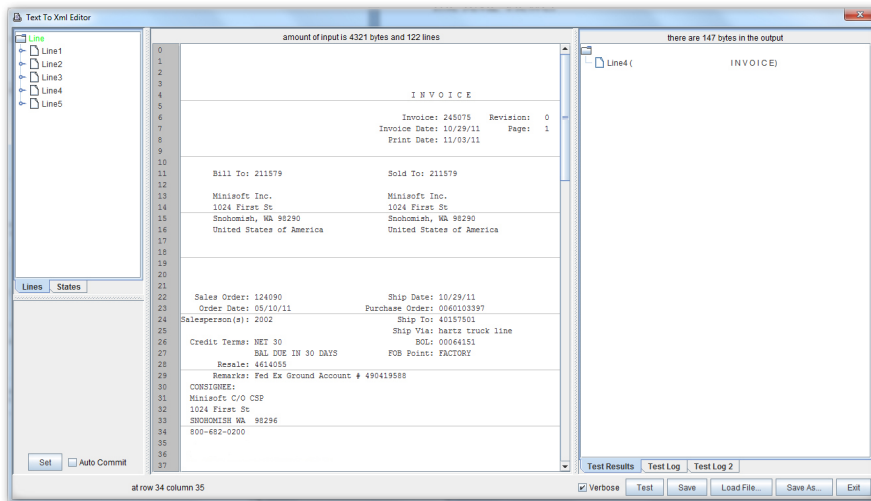 Text To Xml Editor
Line
Line1
Line2
Line3
Line4
Line5
Lines States
Set Auto Commit
amount of input is 4321 bytes and 122 lines
0
1
2
3
4 I N V O I C E
5
6 Invoice: 245075 Revision: 0
7 Invoice Date: 10/29/11 Page: 1
8 Print Date: 11/03/11
9
10
11 Bill To: 211579 Sold To: 211579
12
13 Minisoft Inc. Minisoft Inc.
14 1024 First St 1024 First St
15 Snohomish, WA 98290 Snohomish, WA 98290
16 United States of America United States of America
17
18
19
20
21
22 Sales Order: 124090 Ship Date: 10/29/11
23 Order Date: 05/10/11 Purchase Order: 0060103397
24 Salesperson(s): 2002 Ship To: 40157501
25 Ship Via: hartz truck line
26 Credit Terms: NET 30 BOL: 00064151
27 BAL DUE IN 30 DAYS FOB Point: FACTORY
28 Resale: 4614055
29 Remarks: Fed Ex Ground Account # 490419588
30 CONSIGNEE:
31 Minisoft C/O CSP
32 1024 First St
33 SNOHOMISH WA 98296
34 800-682-0200
35
36
37
there are 147 bytes in the output
Line4 ( I N V O I C E)
Test Results Test Log Test Log 2
at row 34 column 35
Verbose Test Save Load File... Save As... Exit